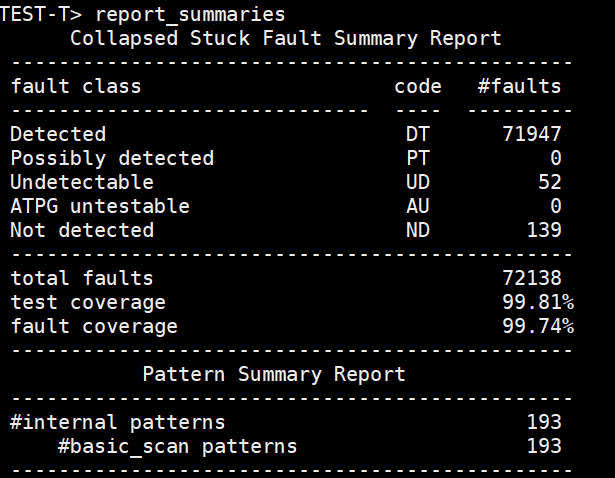 TEST-T> report_summaries
Collapsed Stuck Fault Summary Report
-----------------------------------------------
fault class                     code   #faults
------------------------------  ----  ---------
Detected                         DT     71947
Possibly detected                PT         0
Undetectable                     UD        52
ATPG untestable                  AU         0
Not detected                     ND       139
-----------------------------------------------
total faults                            72138
test coverage                           99.81%
fault coverage                          99.74%
-----------------------------------------------
Pattern Summary Report
-----------------------------------------------
#internal patterns                        193
#basic_scan patterns                  193
-----------------------------------------------